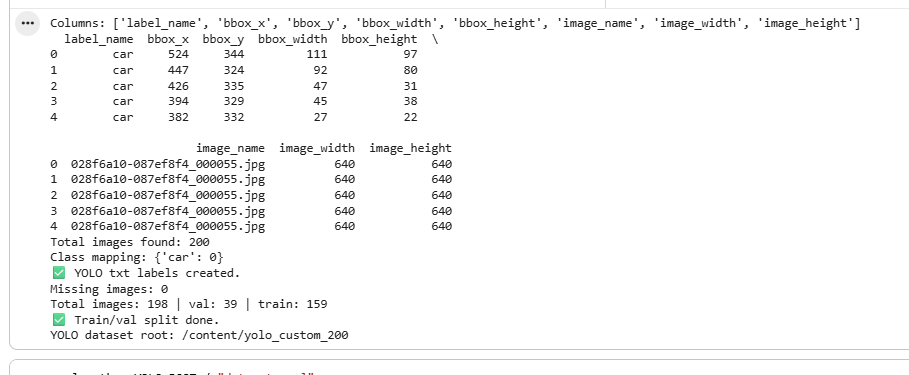 Columns: ['label_name', 'bbox_x', 'bbox_y', 'bbox_width', 'bbox_height', 'image_name', 'image_width', 'image_height']
label_name bbox_x bbox_y bbox_width bbox_height \
0 car 524 344 111 97
1 car 447 324 92 80
2 car 426 335 47 31
3 car 394 329 45 38
4 car 382 332 27 22
image_name image_width image_height
0 028f6a10-087ef8f4_000055.jpg 640 640
1 028f6a10-087ef8f4_000055.jpg 640 640
2 028f6a10-087ef8f4_000055.jpg 640 640
3 028f6a10-087ef8f4_000055.jpg 640 640
4 028f6a10-087ef8f4_000055.jpg 640 640
Total images found: 200
Class mapping: {'car': 0}
✅ YOLO txt labels created.
Missing images: 0
Total images: 198 | val: 39 | train: 159
✅ Train/val split done.
YOLO dataset root: /content/yolo_custom_200